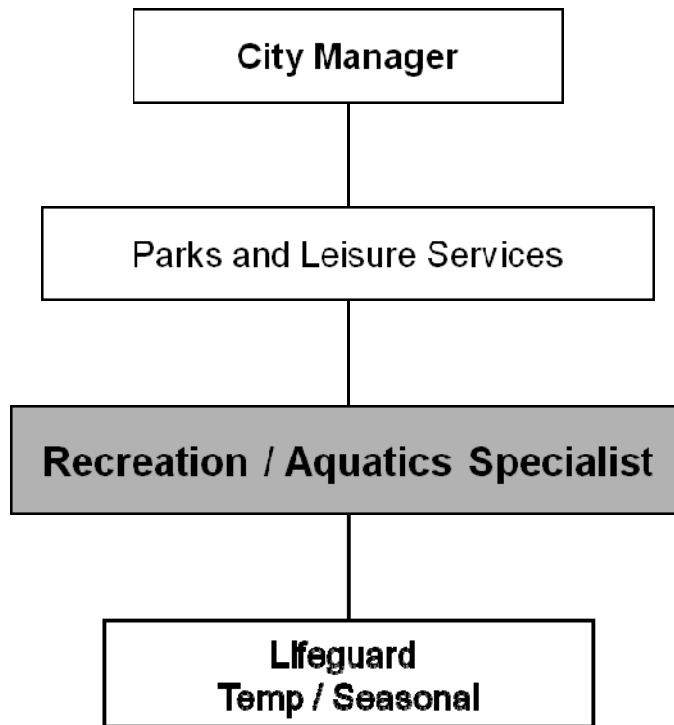 City Manager
Parks and Leisure Services
Recreation / Aquatics Specialist
Lifeguard
Temp / Seasonal